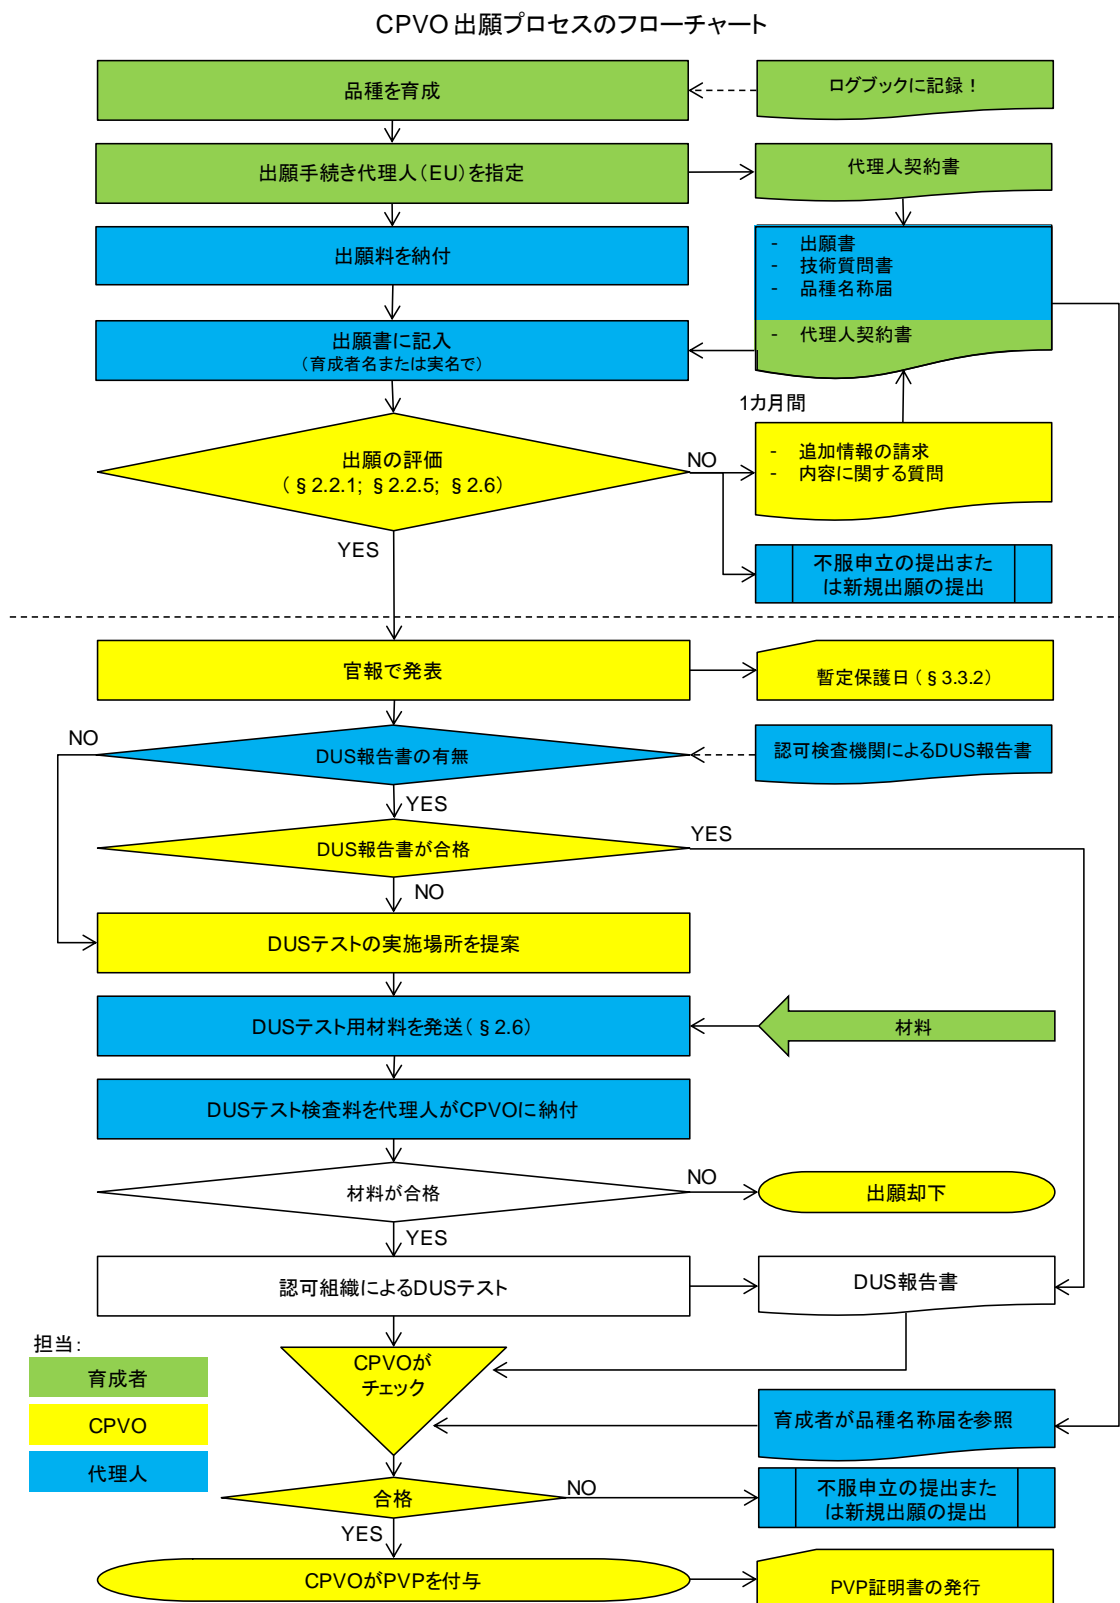 CPVO 出願プロセスのフローチャート
品種を育成
ログブックに記録！
出願手続き代理人（EU）を指定
代理人契約書
出願料を納付
- 出願書
- 技術質問書
- 品種名称届
- 代理人契約書
出願書に記入
（育成者名または実名で）
1カ月間
出願の評価
（§2.2.1; §2.2.5; §2.6）
NO
- 追加情報の請求
- 内容に関する質問
YES
不服申立の提出また
は新規出願の提出
官報で発表
暫定保護日（§3.3.2）
NO
DUS報告書の有無
認可検査機関によるDUS報告書
YES
DUS報告書が合格
YES
NO
DUSテストの実施場所を提案
DUSテスト用材料を発送（§2.6）
材料
DUSテスト検査料を代理人がCPVOに納付
材料が合格
NO
出願却下
YES
認可組織によるDUSテスト
DUS報告書
担当：
育成者
CPVO
代理人
CPVOが
チェック
育成者が品種名称届を参照
合格
NO
不服申立の提出また
は新規出願の提出
YES
CPVOがPVPを付与
PVP証明書の発行